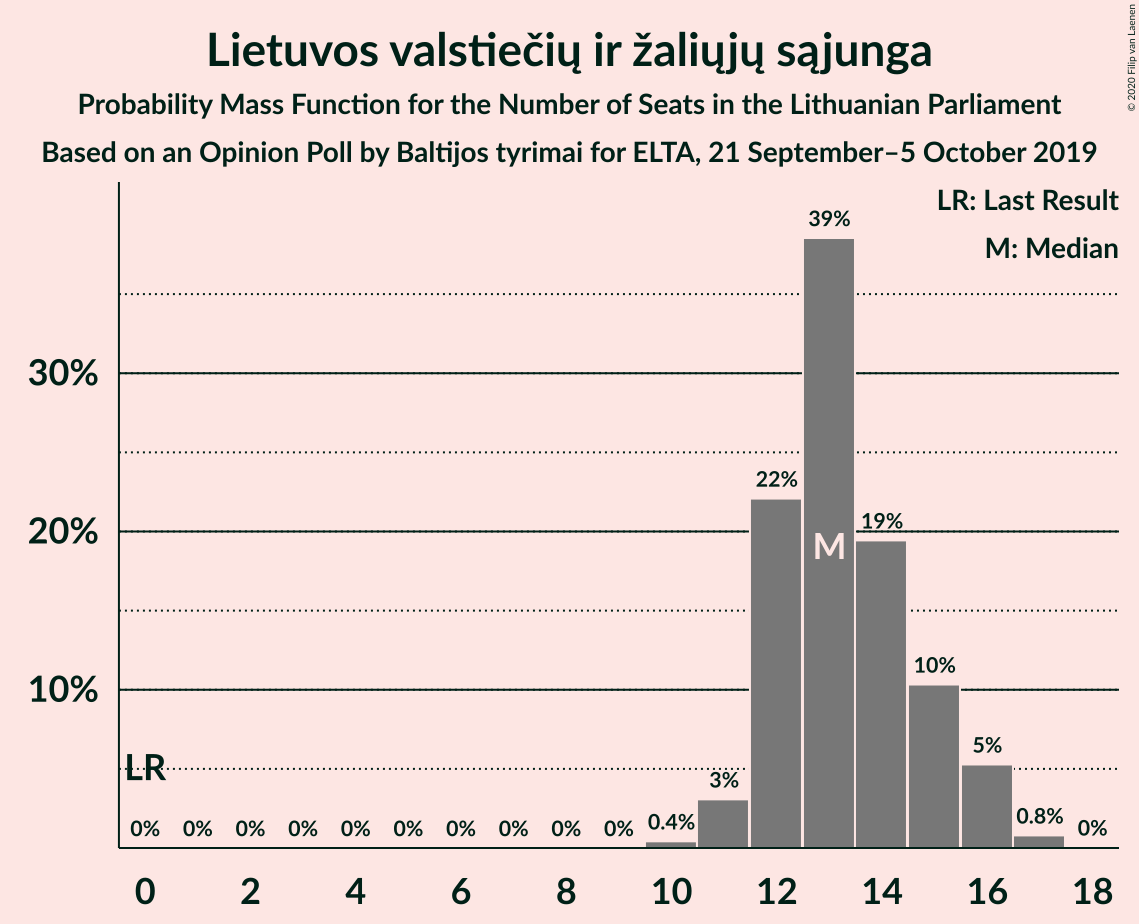 Lietuvos valstiečių ir žaliųjų sąjunga
Probability Mass Function for the Number of Seats in the Lithuanian Parliament
Based on an Opinion Poll by Baltijos tyrimai for ELTA, 21 September–5 October 2019
© 2020 Filip van Laenen
LR: Last Result
M: Median
39%
30%
22%
20%
19%
M
10%
10%
LR
5%
3%
0% 0% 0% 0% 0% 0% 0% 0% 0% 0% 0.4% 0.8% 0%
0 2 4 6 8 10 12 14 16 18